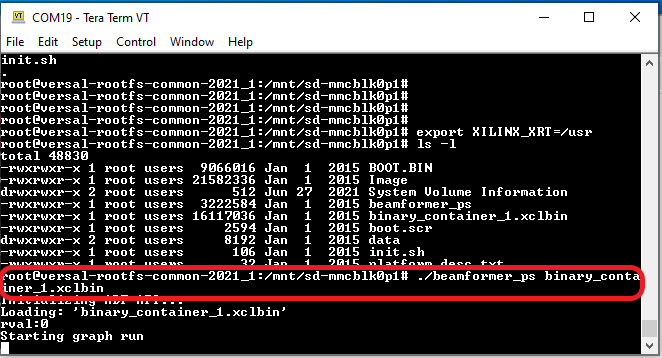 COM19 - Tera Term VT
File Edit Setup Control Window Help
init.sh
.
root@versal-rootfs-common-2021_1:/mnt/sd-mmcblk0p1#
root@versal-rootfs-common-2021_1:/mnt/sd-mmcblk0p1#
root@versal-rootfs-common-2021_1:/mnt/sd-mmcblk0p1#
root@versal-rootfs-common-2021_1:/mnt/sd-mmcblk0p1#
root@versal-rootfs-common-2021_1:/mnt/sd-mmcblk0p1# export XILINX_XRT=/usr
root@versal-rootfs-common-2021_1:/mnt/sd-mmcblk0p1# ls -l
total 48830
-rwxrwxr-x 1 root users 9066016 Jan 1 2015 BOOT.BIN
-rwxrwxr-x 1 root users 21582336 Jan 1 2015 Image
drwxrwxr-x 2 root users 512 Jun 27 2021 System Volume Information
-rwxrwxr-x 1 root users 3222584 Jan 1 2015 beamformer_ps
-rwxrwxr-x 1 root users 16117036 Jan 1 2015 binary_container_1.xclbin
-rwxrwxr-x 1 root users 2594 Jan 1 2015 boot.scr
drwxrwxr-x 2 root users 8192 Jan 1 2015 data
-rwxrwxr-x 1 root users 106 Jan 1 2015 init.sh
-rwxrwxr-x 1 root users 32 Jan 1 2015 platform_desc.txt
root@versal-rootfs-common-2021_1:/mnt/sd-mmcblk0p1# ./beamformer_ps binary_conta
iner_1.xclbin
Initializing ADF API...
Loading: 'binary_container_1.xclbin'
rval:0
Starting graph run